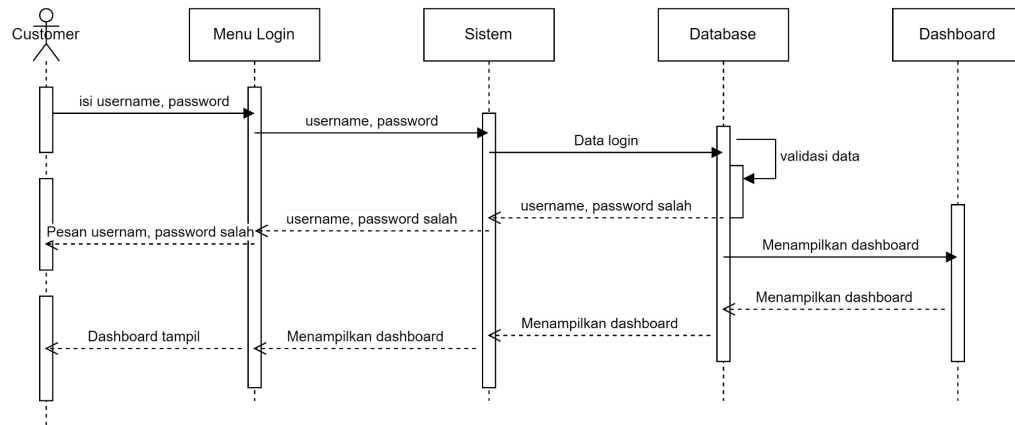 Customer
Menu Login
Sistem
Database
Dashboard
isi username, password
username, password
Data login
validasi data
username, password salah
username, password salah
Pesan usernam, password salah
Menampilkan dashboard
Menampilkan dashboard
Menampilkan dashboard
Menampilkan dashboard
Dashboard tampil